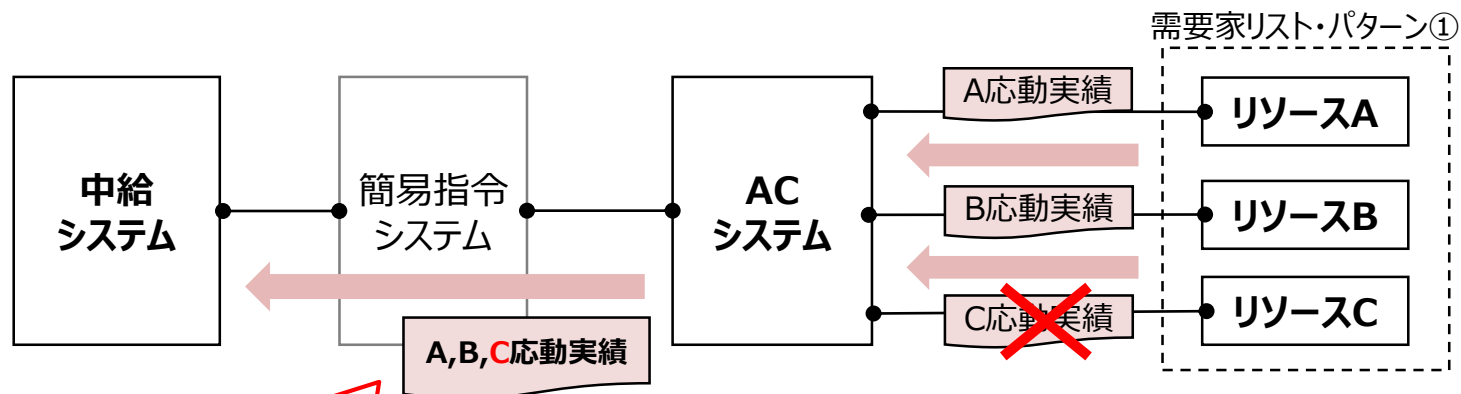 需要家リスト・パターン①
中給
システム
簡易指令
システム
AC
システム
A応動実績
リソースA
B応動実績
リソースB
C応動実績
リソースC
A,B,C応動実績